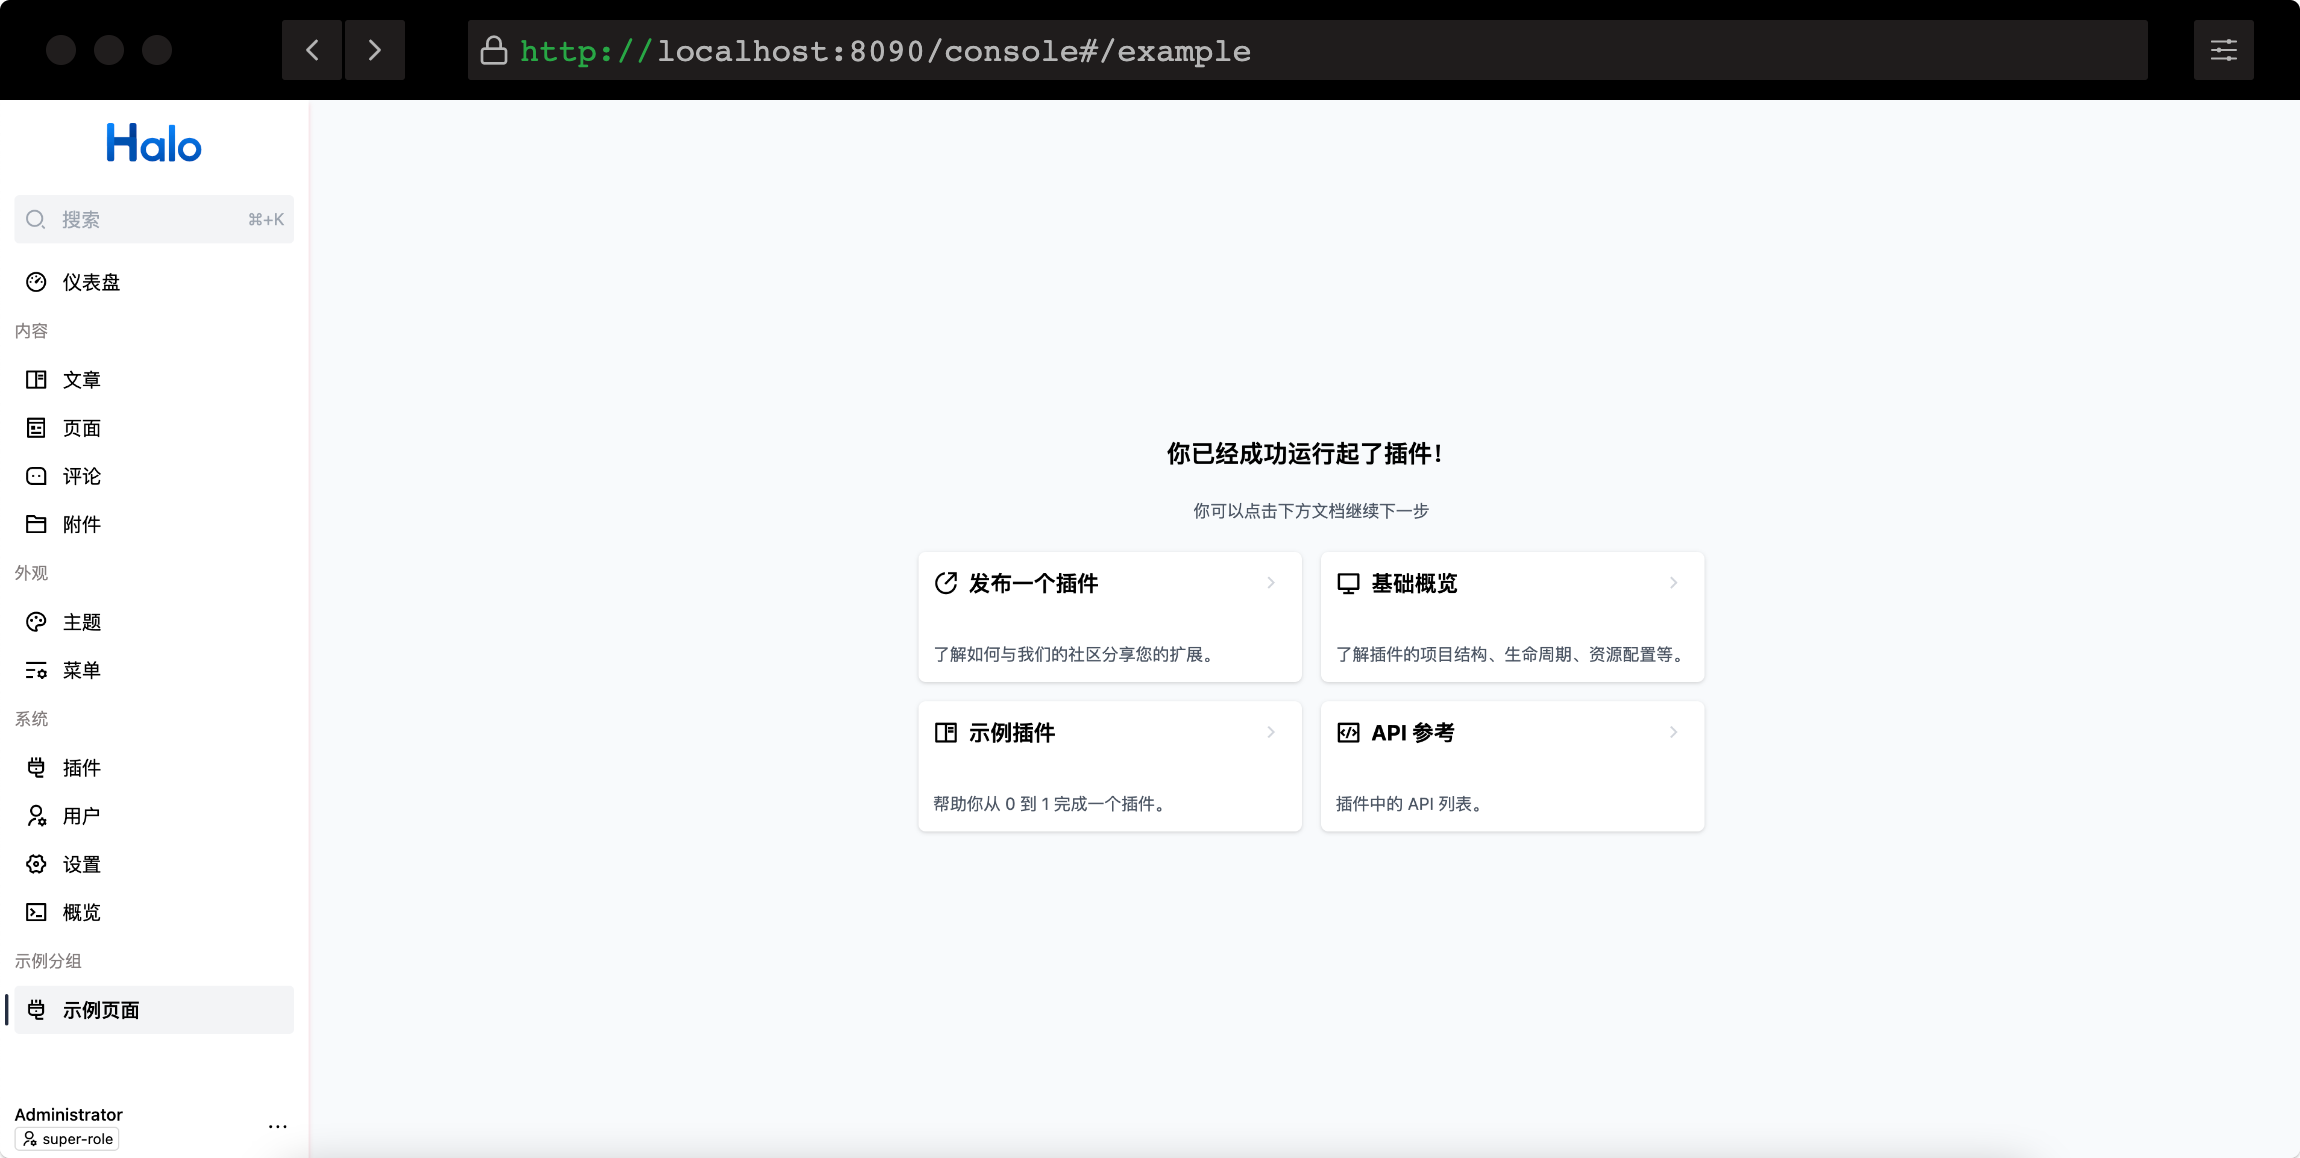 http://localhost:8090/console#/example
Halo
搜索 ⌘+K
仪表盘
内容
文章
页面
评论
附件
外观
主题
菜单
系统
插件
用户
设置
概览
示例分组
示例页面
Administrator
super-role
你已经成功运行起了插件！
你可以点击下方文档继续下一步
发布一个插件
了解如何与我们的社区分享您的扩展。
基础概览
了解插件的项目结构、生命周期、资源配置等。
示例插件
帮助你从 0 到 1 完成一个插件。
API 参考
插件中的 API 列表。